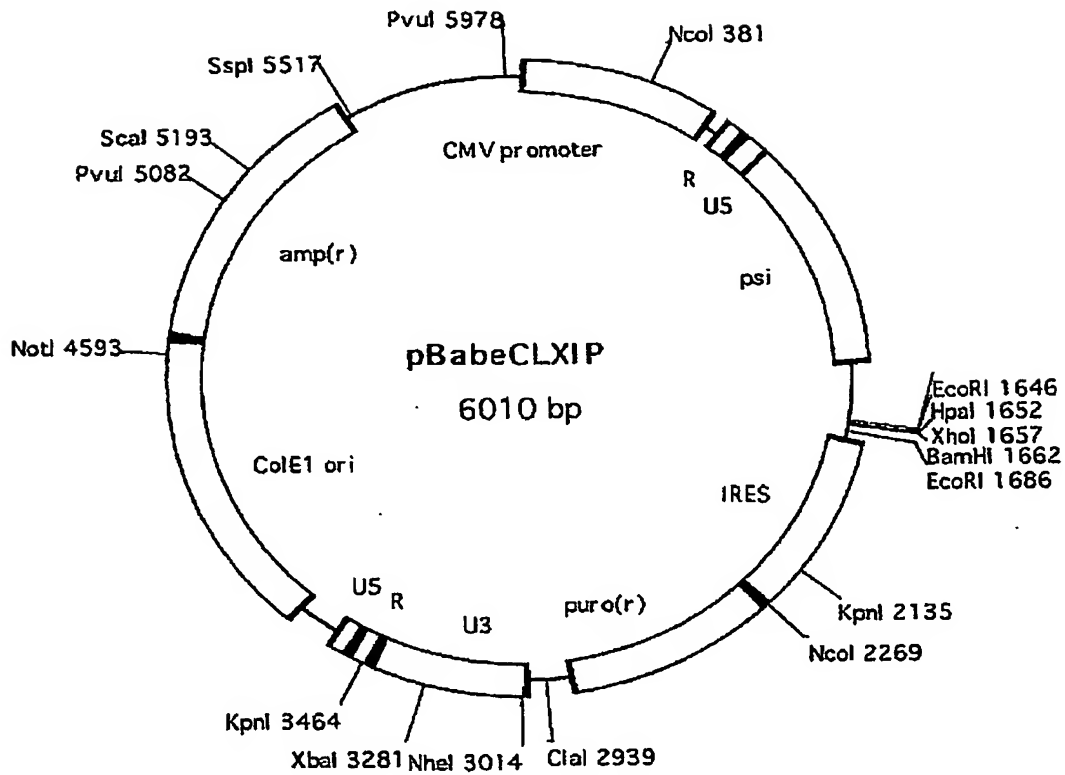 PvuI 5978
NcoI 381
SspI 5517
ScaI 5193
PvuI 5082
CMV promoter
R
U5
amp(r)
psi
NotI 4593
pBabeCLXIP
6010 bp
EcoRI 1646
HpaI 1652
XhoI 1657
BamHI 1662
EcoRI 1686
ColE1 ori
IRES
U5
R
U3
puro(r)
KpnI 2135
NcoI 2269
KpnI 3464
XbaI 3281
NheI 3014
ClaI 2939